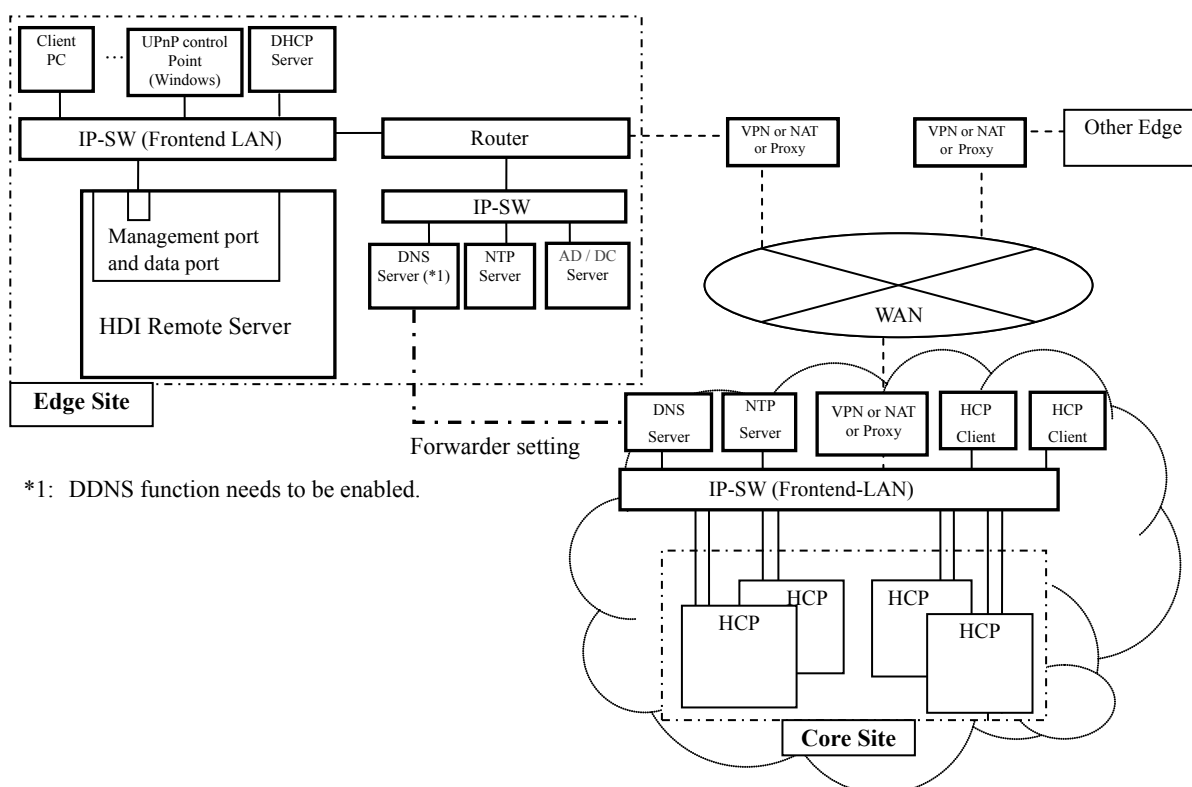 Client
PC
...
UPnP control
Point
(Windows)
DHCP
Server
IP-SW (Frontend LAN)
Router
VPN or NAT
or Proxy
VPN or NAT
or Proxy
Other Edge
Management port
and data port
HDI Remote Server
IP-SW
DNS
Server (*1)
NTP
Server
AD / DC
Server
WAN
Edge Site
Forwarder setting
*1: DDNS function needs to be enabled.
DNS
Server
NTP
Server
VPN or NAT
or Proxy
HCP
Client
HCP
Client
IP-SW (Frontend-LAN)
HCP
HCP
HCP
HCP
Core Site